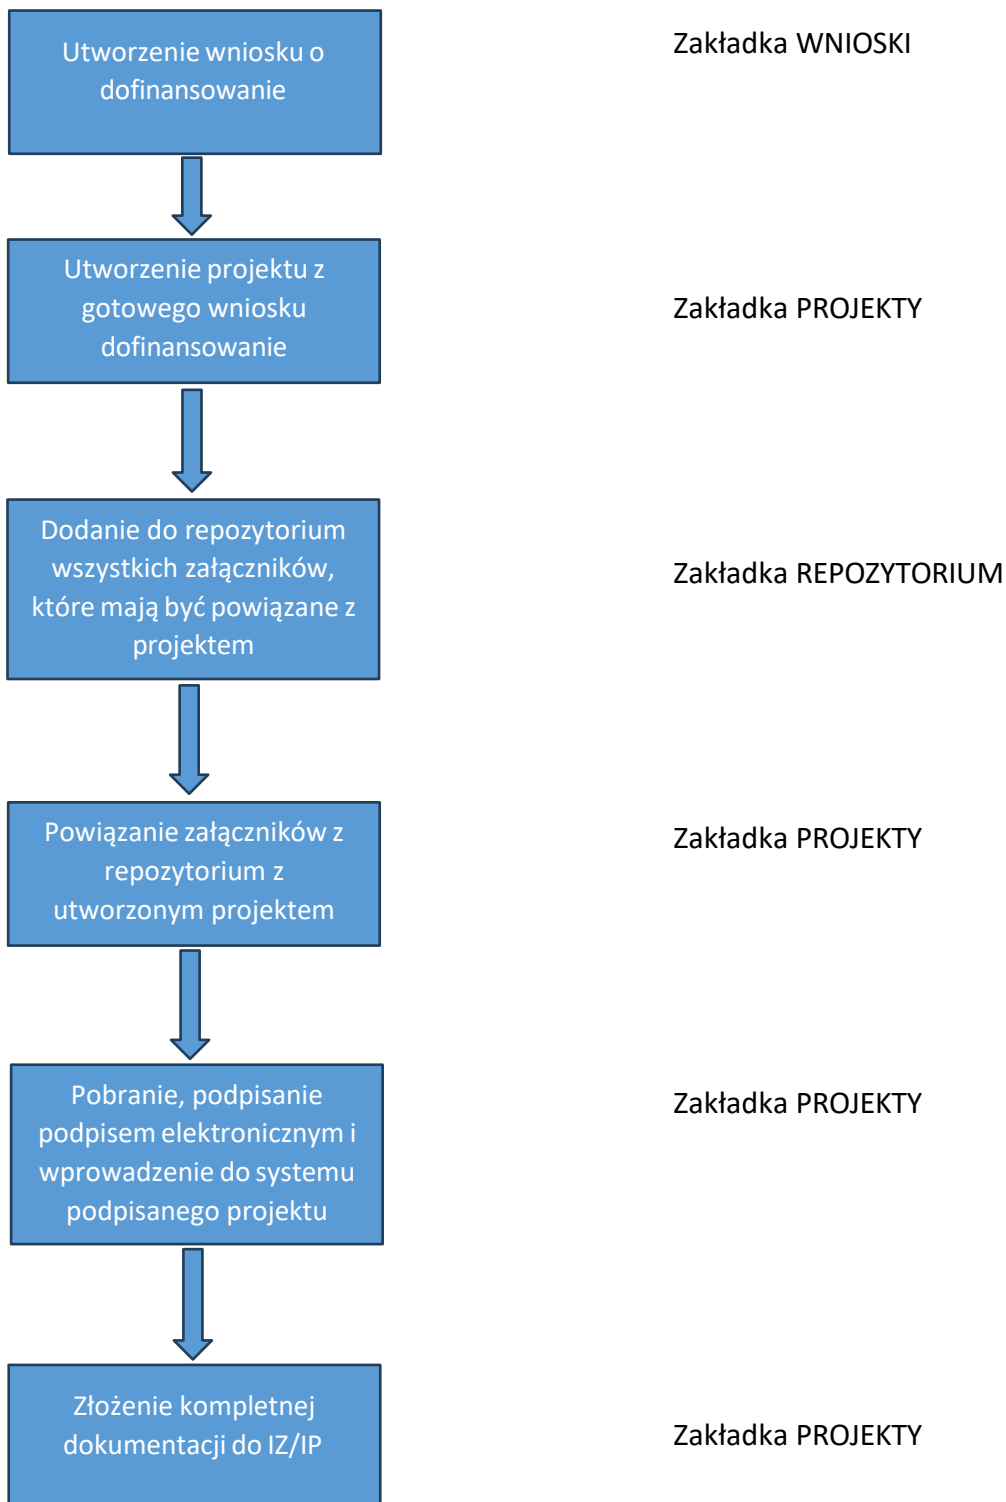 Utworzenie wniosku o
dofinansowanie
Zakładka WNIOSKI
Utworzenie projektu z
gotowego wniosku
dofinansowanie
Zakładka PROJEKTY
Dodanie do repozytorium
wszystkich załączników,
które mają być powiązane z
projektem
Zakładka REPOZYTORIUM
Powiązanie załączników z
repozytorium z
utworzonym projektem
Zakładka PROJEKTY
Pobranie, podpisanie
podpisem elektronicznym i
wprowadzenie do systemu
podpisanego projektu
Zakładka PROJEKTY
Złożenie kompletnej
dokumentacji do IZ/IP
Zakładka PROJEKTY